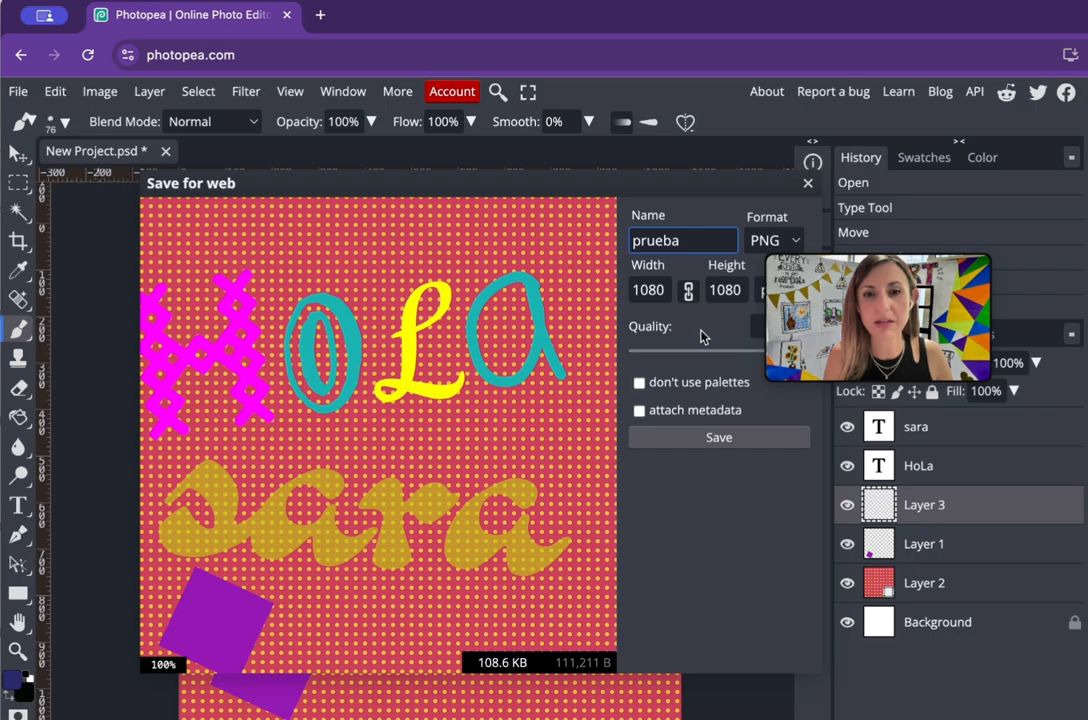 Photopea | Online Photo Edito
photopea.com
File Edit Image Layer Select Filter View Window More Account About Report a bug Learn Blog API
76 Blend Mode: Normal Opacity: 100% Flow: 100% Smooth: 0%
New Project.psd *
History Swatches Color
-300 -200
Save for web
Open
Type Tool
Move
Name Format
prueba PNG
Width Height
1080 1080
Quality:
don't use palettes
attach metadata
Save
HOLA
sara
100%
108.6 KB 111,211 B
100%
Lock: Fill: 100%
T sara
T HoLa
Layer 3
Layer 1
Layer 2
Background